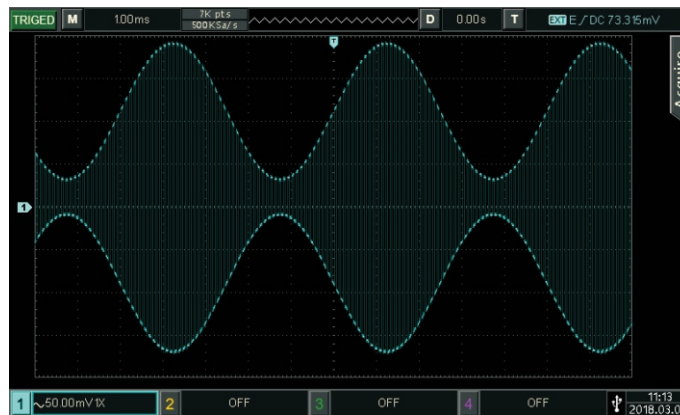 TRIGED M 1.00ms 7K pts D 0.00s T EXT E DC 73.315mV
500KSa/s
T
Acquire
1
1 50.00mV 1X 2 OFF 3 OFF 4 OFF 11:13
2018.03.0